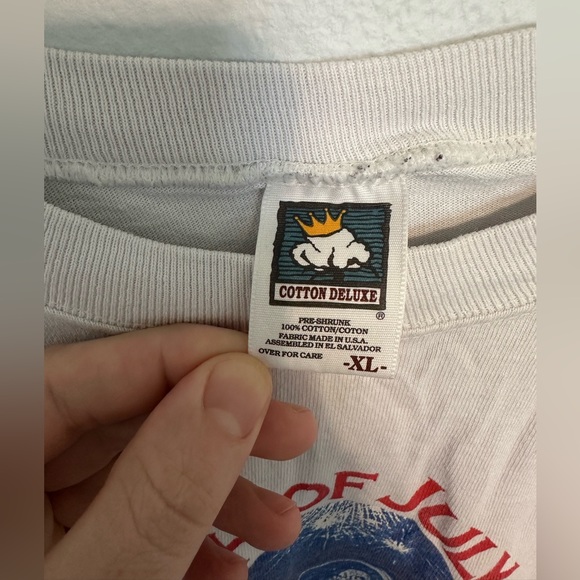 COTTON DELUXE
®
PRE-SHRUNK
100% COTTON/COTON
FABRIC MADE IN U.S.A.
ASSEMBLED IN EL SALVADOR
OVER FOR CARE
-XL-
OF JULY